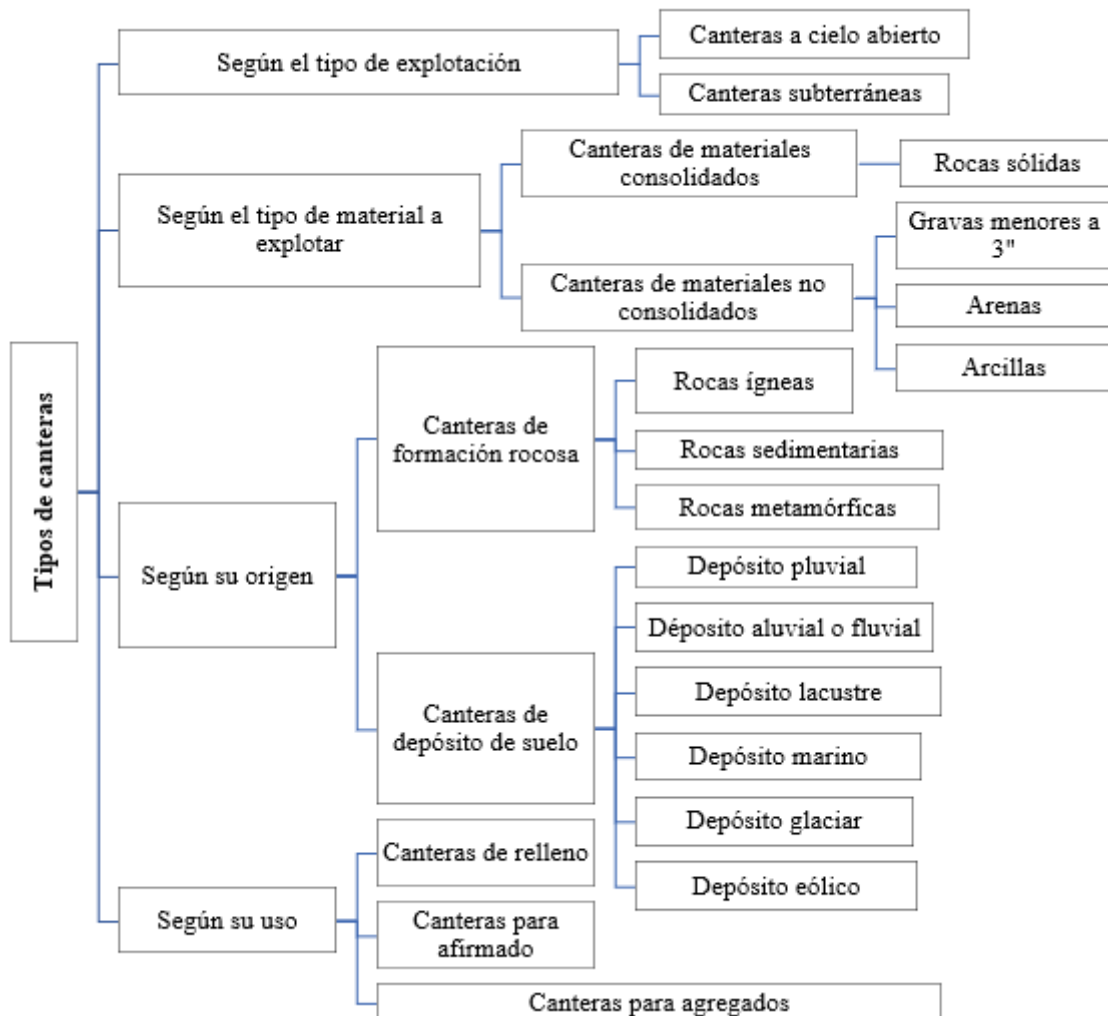 Tipos de canteras
Según el tipo de explotación
Canteras a cielo abierto
Canteras subterráneas
Según el tipo de material a
explotar
Canteras de materiales
consolidados
Rocas sólidas
Canteras de materiales no
consolidados
Gravas menores a
3"
Arenas
Arcillas
Según su origen
Canteras de
formación rocosa
Rocas ígneas
Rocas sedimentarias
Rocas metamórficas
Canteras de
depósito de suelo
Depósito pluvial
Déposito aluvial o fluvial
Depósito lacustre
Depósito marino
Depósito glaciar
Depósito eólico
Según su uso
Canteras de relleno
Canteras para
afirmado
Canteras para agregados